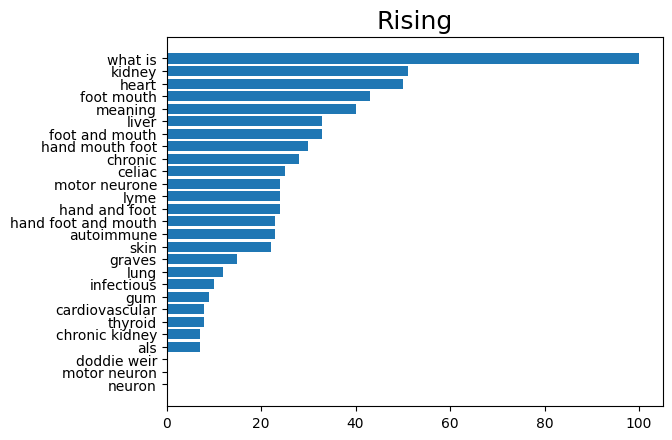 Rising
what is
kidney
heart
foot mouth
meaning
liver
foot and mouth
hand mouth foot
chronic
celiac
motor neurone
lyme
hand and foot
hand foot and mouth
autoimmune
skin
graves
lung
infectious
gum
cardiovascular
thyroid
chronic kidney
als
doddie weir
motor neuron
neuron
0 20 40 60 80 100